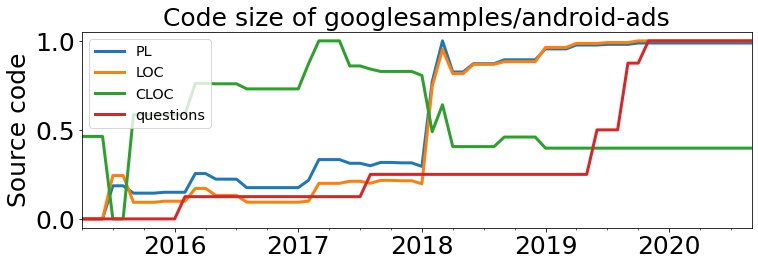 Code size of googlesamples/android-ads
Source code
1.0
0.5
0.0
PL
LOC
CLOC
questions
2016 2017 2018 2019 2020